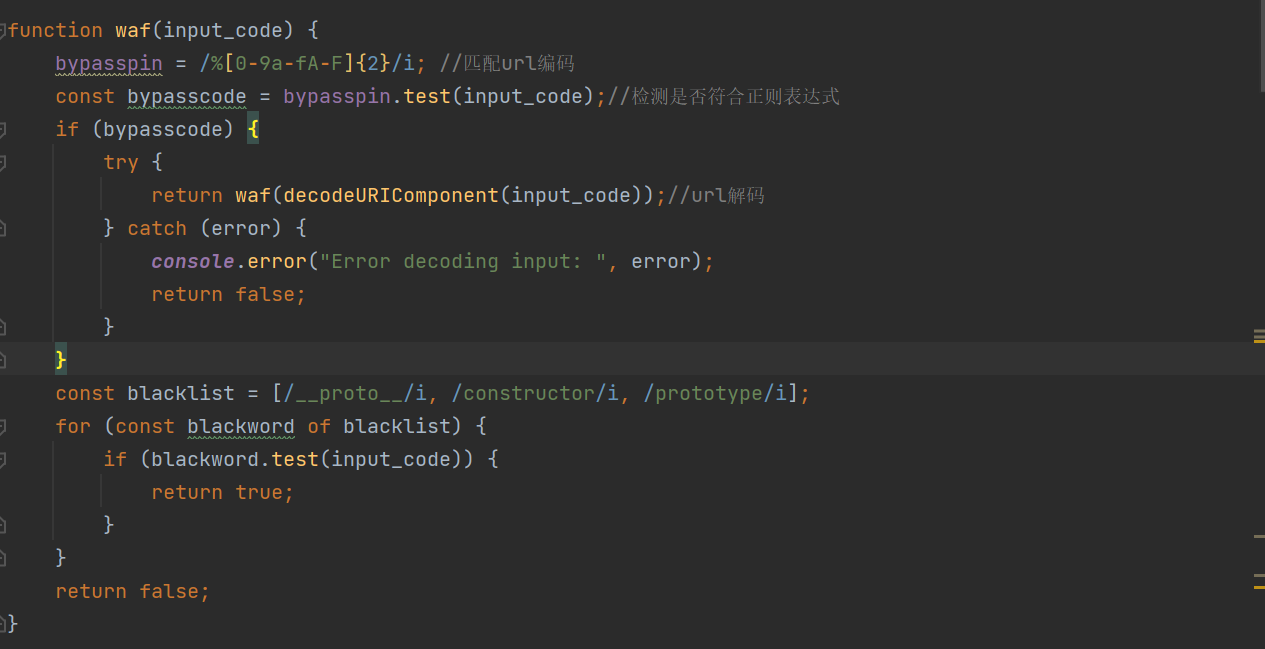 function waf(input_code) {
    bypasspin = /%[0-9a-fA-F]{2}/i; //匹配url编码
    const bypasscode = bypasspin.test(input_code);//检测是否符合正则表达式
    if (bypasscode) {
        try {
            return waf(decodeURIComponent(input_code));//url解码
        } catch (error) {
            console.error("Error decoding input: ", error);
            return false;
        }
    }
    const blacklist = [/__proto__/i, /constructor/i, /prototype/i];
    for (const blackword of blacklist) {
        if (blackword.test(input_code)) {
            return true;
        }
    }
    return false;
}